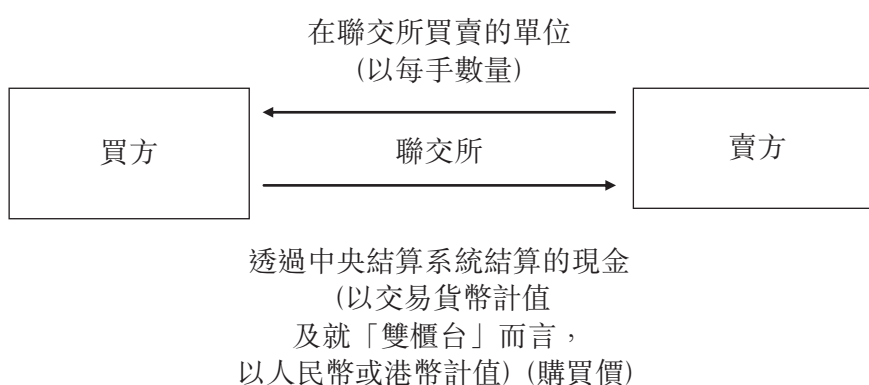 在聯交所買賣的單位
(以每手數量)
買方
聯交所
賣方
透過中央結算系統結算的現金
(以交易貨幣計值
及就「雙櫃台」而言，
以人民幣或港幣計值) (購買價)